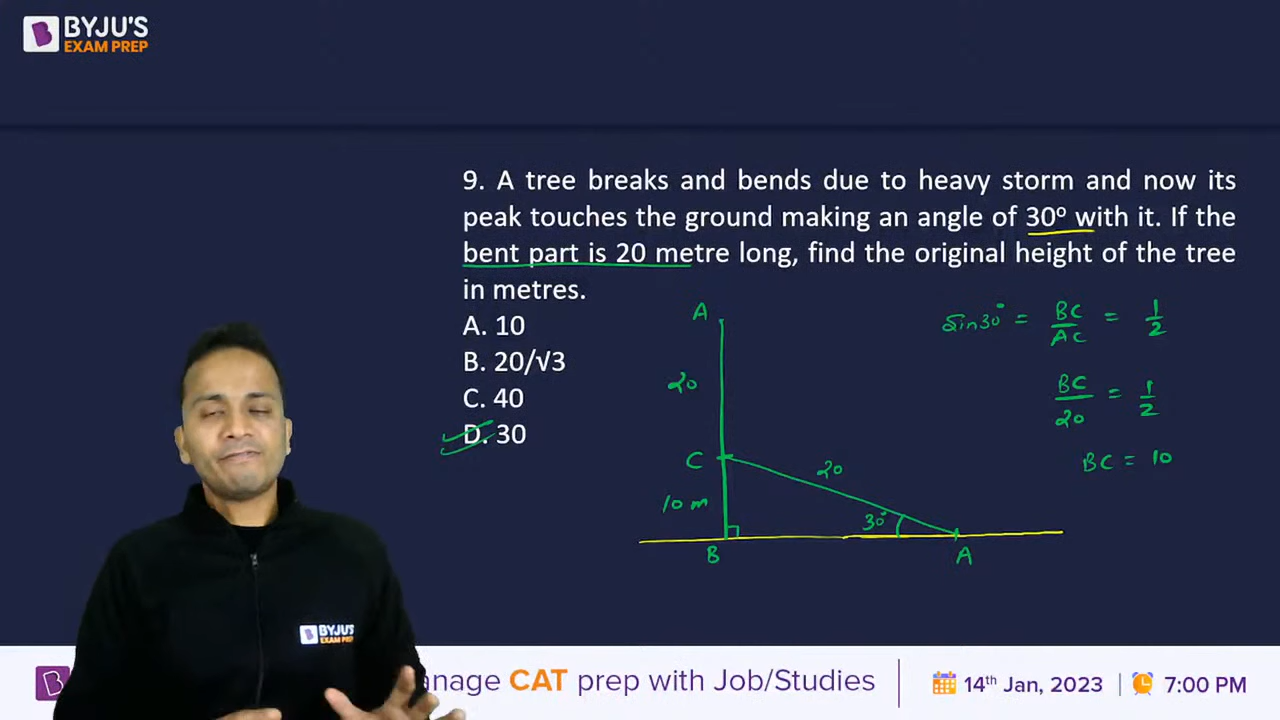 BYJU'S
EXAM PREP
9. A tree breaks and bends due to heavy storm and now its
peak touches the ground making an angle of 30º with it. If the
bent part is 20 metre long, find the original height of the tree
in metres.
A. 10
B. 20/√3
C. 40
D. 30
A
20
C
10 m
B
20
30°
A
sin30° = BC/AC = 1/2
BC/20 = 1/2
BC = 10
BYJU'S
EXAM PREP
anage CAT prep with Job/Studies
14th Jan, 2023
7:00 PM